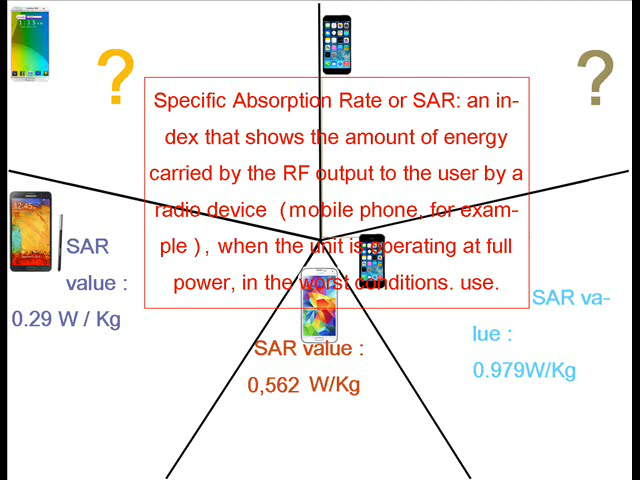 ?
?
Specific Absorption Rate or SAR: an in-
dex that shows the amount of energy
carried by the RF output to the user by a
radio device (mobile phone, for exam-
ple ), when the unit is operating at full
power, in the worst conditions. use.
SAR
value :
0.29 W / Kg
SAR value :
0,562 W/Kg
SAR va-
lue :
0.979W/Kg